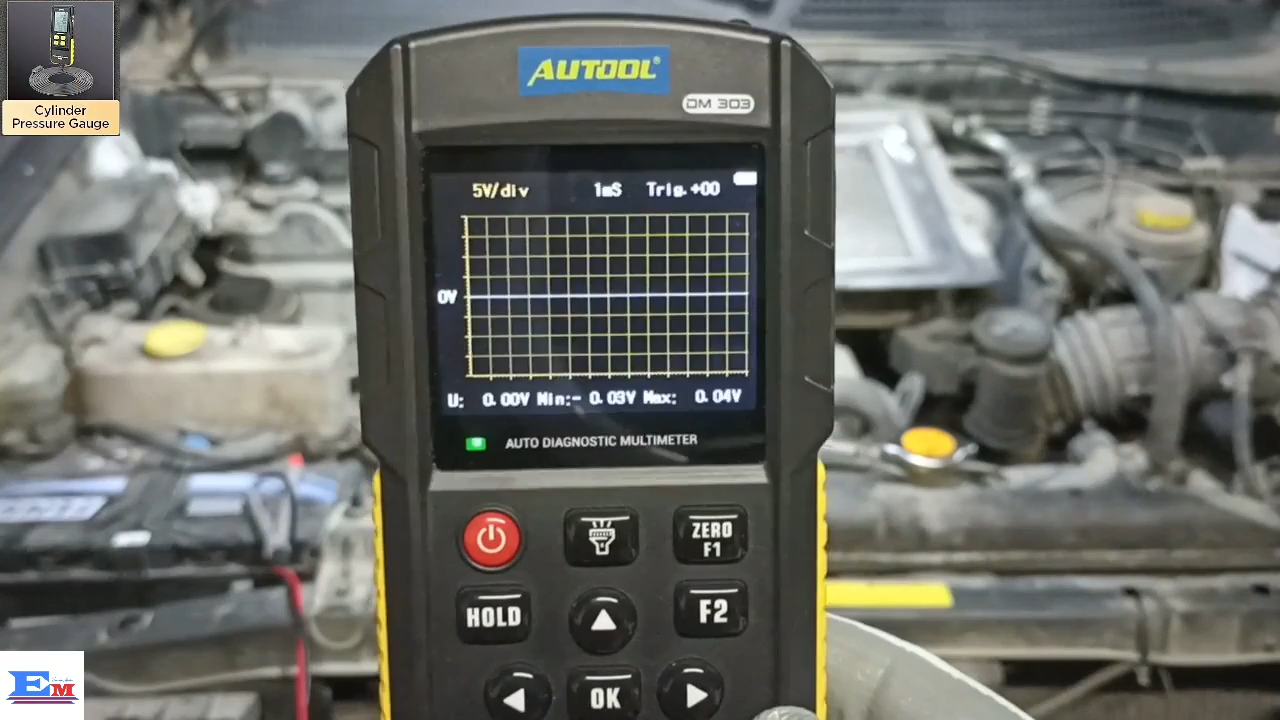 Cylinder
Pressure Gauge
AUTOOL®
DM 303
5V/div 1mS Trig.+00
0V
U: 0.00V Min:- 0.03V Max: 0.04V
AUTO DIAGNOSTIC MULTIMETER
ZERO
F1
HOLD
F2
OK
EM